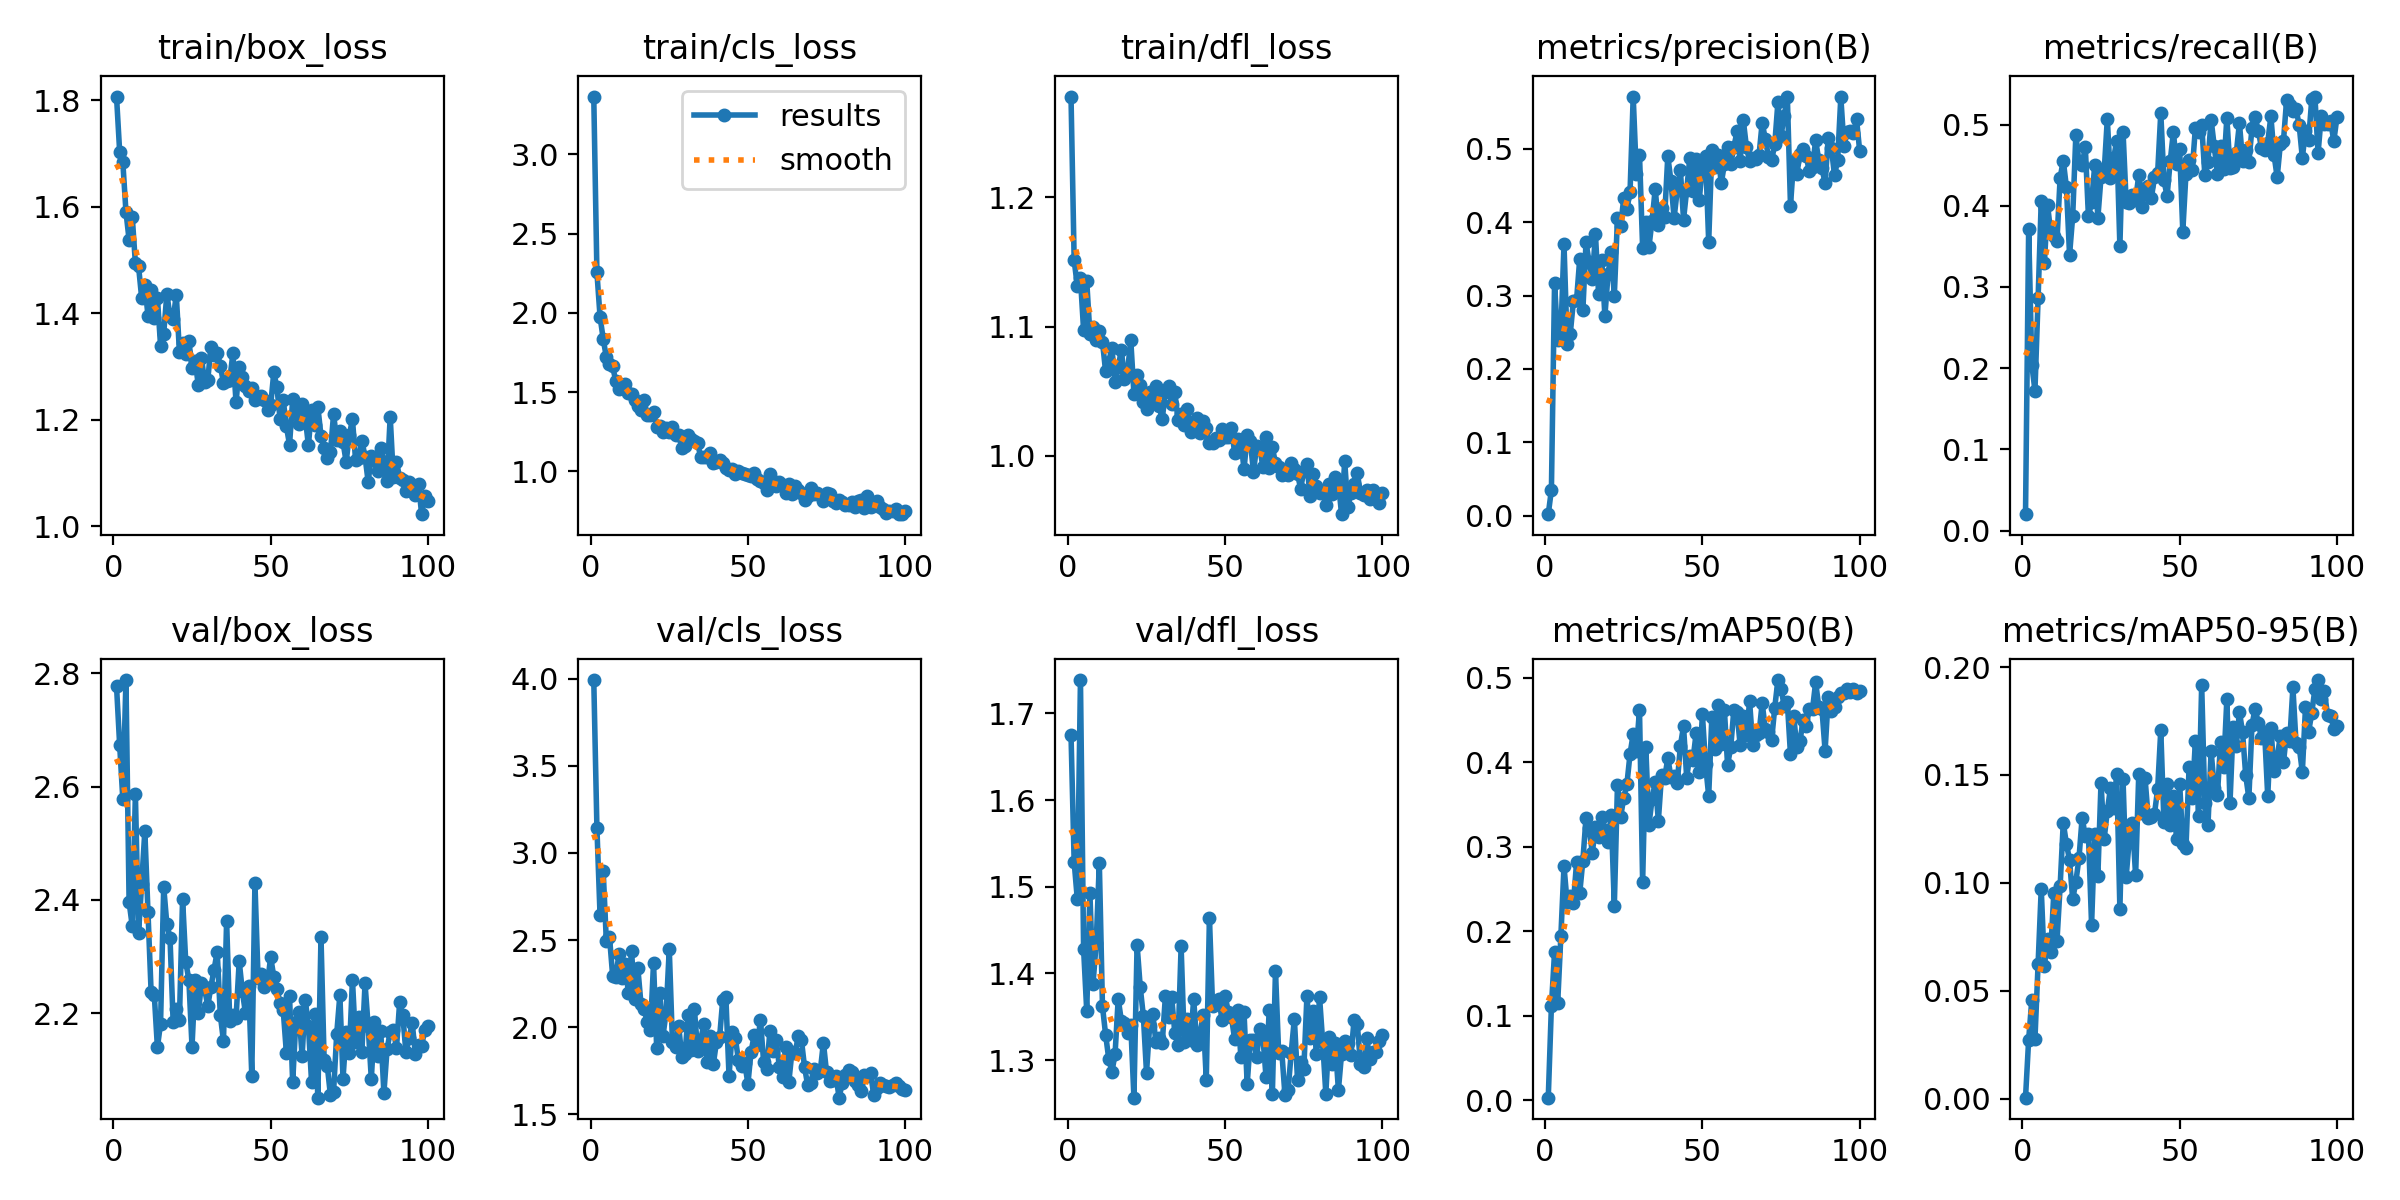 train/box_loss
1.8
1.6
1.4
1.2
1.0
0 50 100
train/cls_loss
results
smooth
3.0
2.5
2.0
1.5
1.0
0 50 100
train/dfl_loss
1.2
1.1
1.0
0 50 100
metrics/precision(B)
0.5
0.4
0.3
0.2
0.1
0.0
0 50 100
metrics/recall(B)
0.5
0.4
0.3
0.2
0.1
0.0
0 50 100
val/box_loss
2.8
2.6
2.4
2.2
0 50 100
val/cls_loss
4.0
3.5
3.0
2.5
2.0
1.5
0 50 100
val/dfl_loss
1.7
1.6
1.5
1.4
1.3
0 50 100
metrics/mAP50(B)
0.5
0.4
0.3
0.2
0.1
0.0
0 50 100
metrics/mAP50-95(B)
0.20
0.15
0.10
0.05
0.00
0 50 100